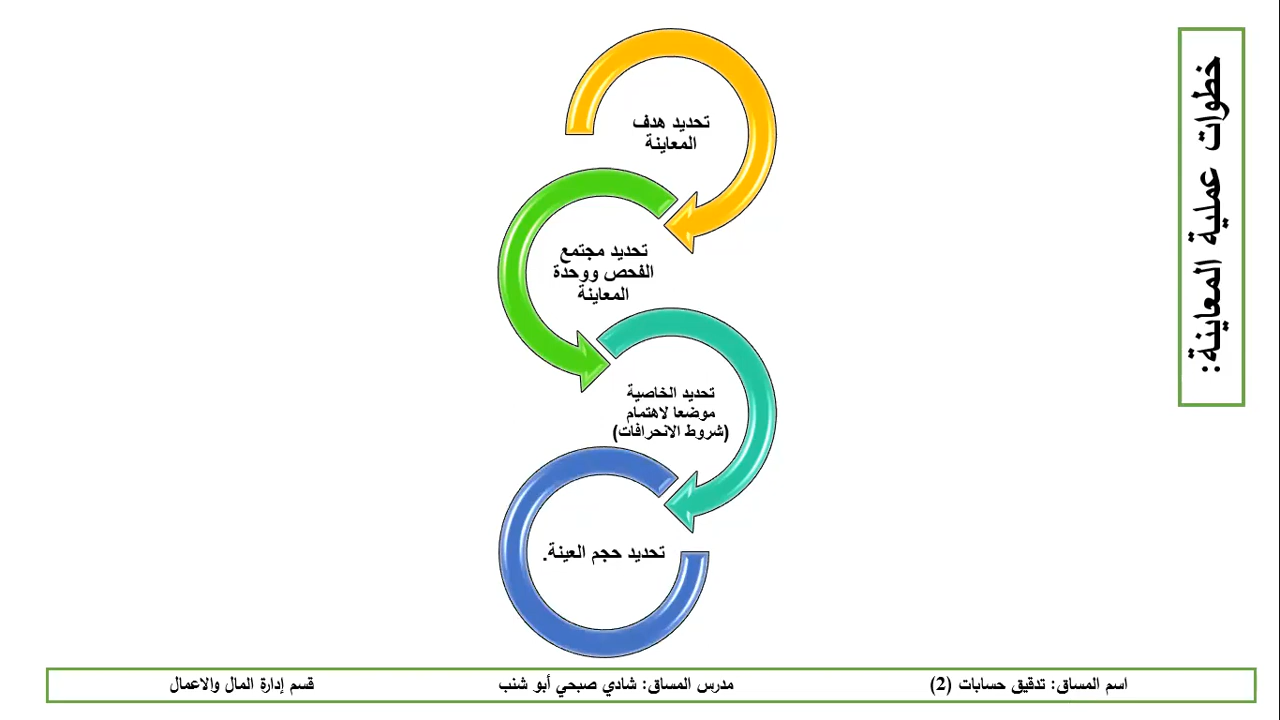 خطوات عملية المعاينة:
تحديد هدف
المعاينة
تحديد مجتمع
الفحص ووحدة
المعاينة
تحديد الخاصية
موضعا لاهتمام
(شروط الانحرافات)
تحديد حجم العينة.
اسم المساق: تدقيق حسابات (2)
مدرس المساق: شادي صبحي أبو شنب
قسم إدارة المال والاعمال